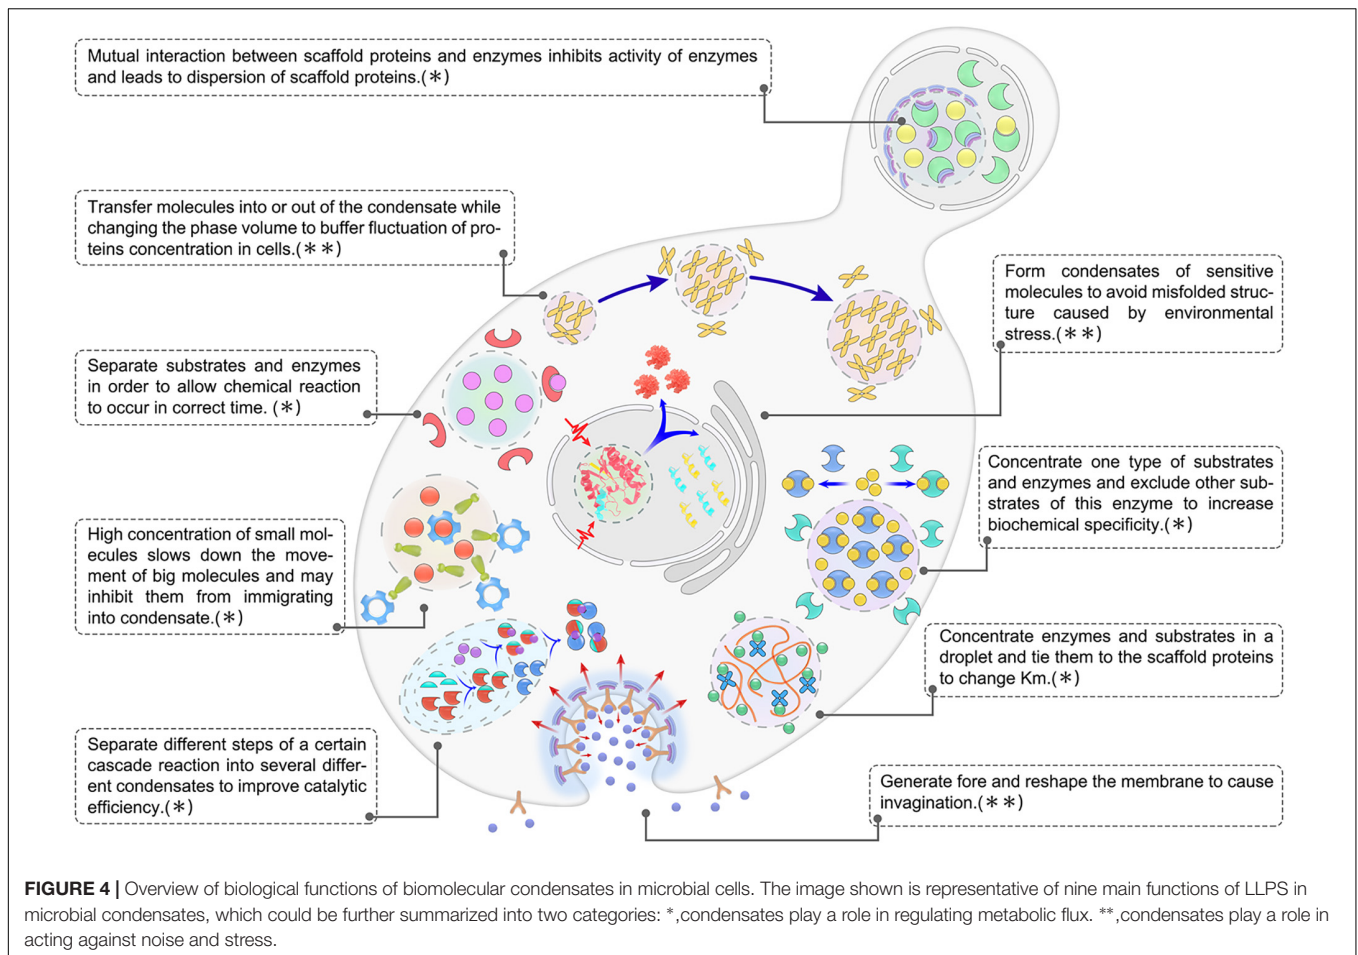 Mutual interaction between scaffold proteins and enzymes inhibits activity of enzymes
and leads to dispersion of scaffold proteins.(*)
Transfer molecules into or out of the condensate while
changing the phase volume to buffer fluctuation of pro-
teins concentration in cells.(**)
Form condensates of sensitive
molecules to avoid misfolded struc-
ture caused by environmental
stress.(**)
Separate substrates and enzymes
in order to allow chemical reaction
to occur in correct time. (*)
Concentrate one type of substrates
and enzymes and exclude other sub-
strates of this enzyme to increase
biochemical specificity.(*)
High concentration of small mol-
ecules slows down the move-
ment of big molecules and may
inhibit them from immigrating
into condensate.(*)
Concentrate enzymes and substrates in a
droplet and tie them to the scaffold proteins
to change Km.(*)
Separate different steps of a certain
cascade reaction into several differ-
ent condensates to improve catalytic
efficiency.(*)
Generate fore and reshape the membrane to cause
invagination.(**)
FIGURE 4 | Overview of biological functions of biomolecular condensates in microbial cells. The image shown is representative of nine main functions of LLPS in
microbial condensates, which could be further summarized into two categories: *,condensates play a role in regulating metabolic flux. **,condensates play a role in
acting against noise and stress.